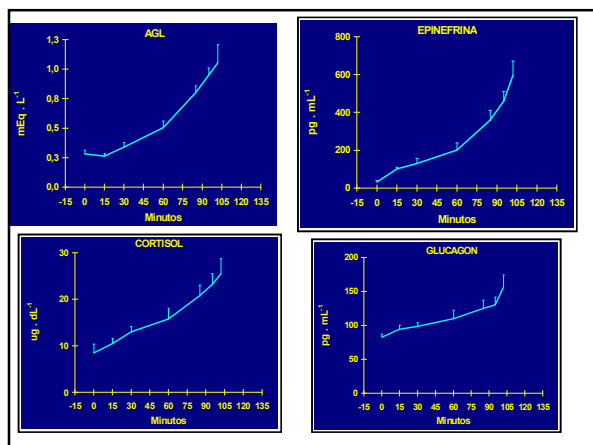 AGL
mEq . L-1
1,3
1,0
0,8
0,5
0,3
0,0
-15 0 15 30 45 60 75 90 105 120 135
Minutos
EPINEFRINA
pg . mL-1
800
600
400
200
0
-15 0 15 30 45 60 75 90 105 120 135
Minutos
CORTISOL
ug . dL-1
30
20
10
0
-15 0 15 30 45 60 75 90 105 120 135
Minutos
GLUCAGON
pg . mL-1
200
150
100
50
0
-15 0 15 30 45 60 75 90 105 120 135
Minutos